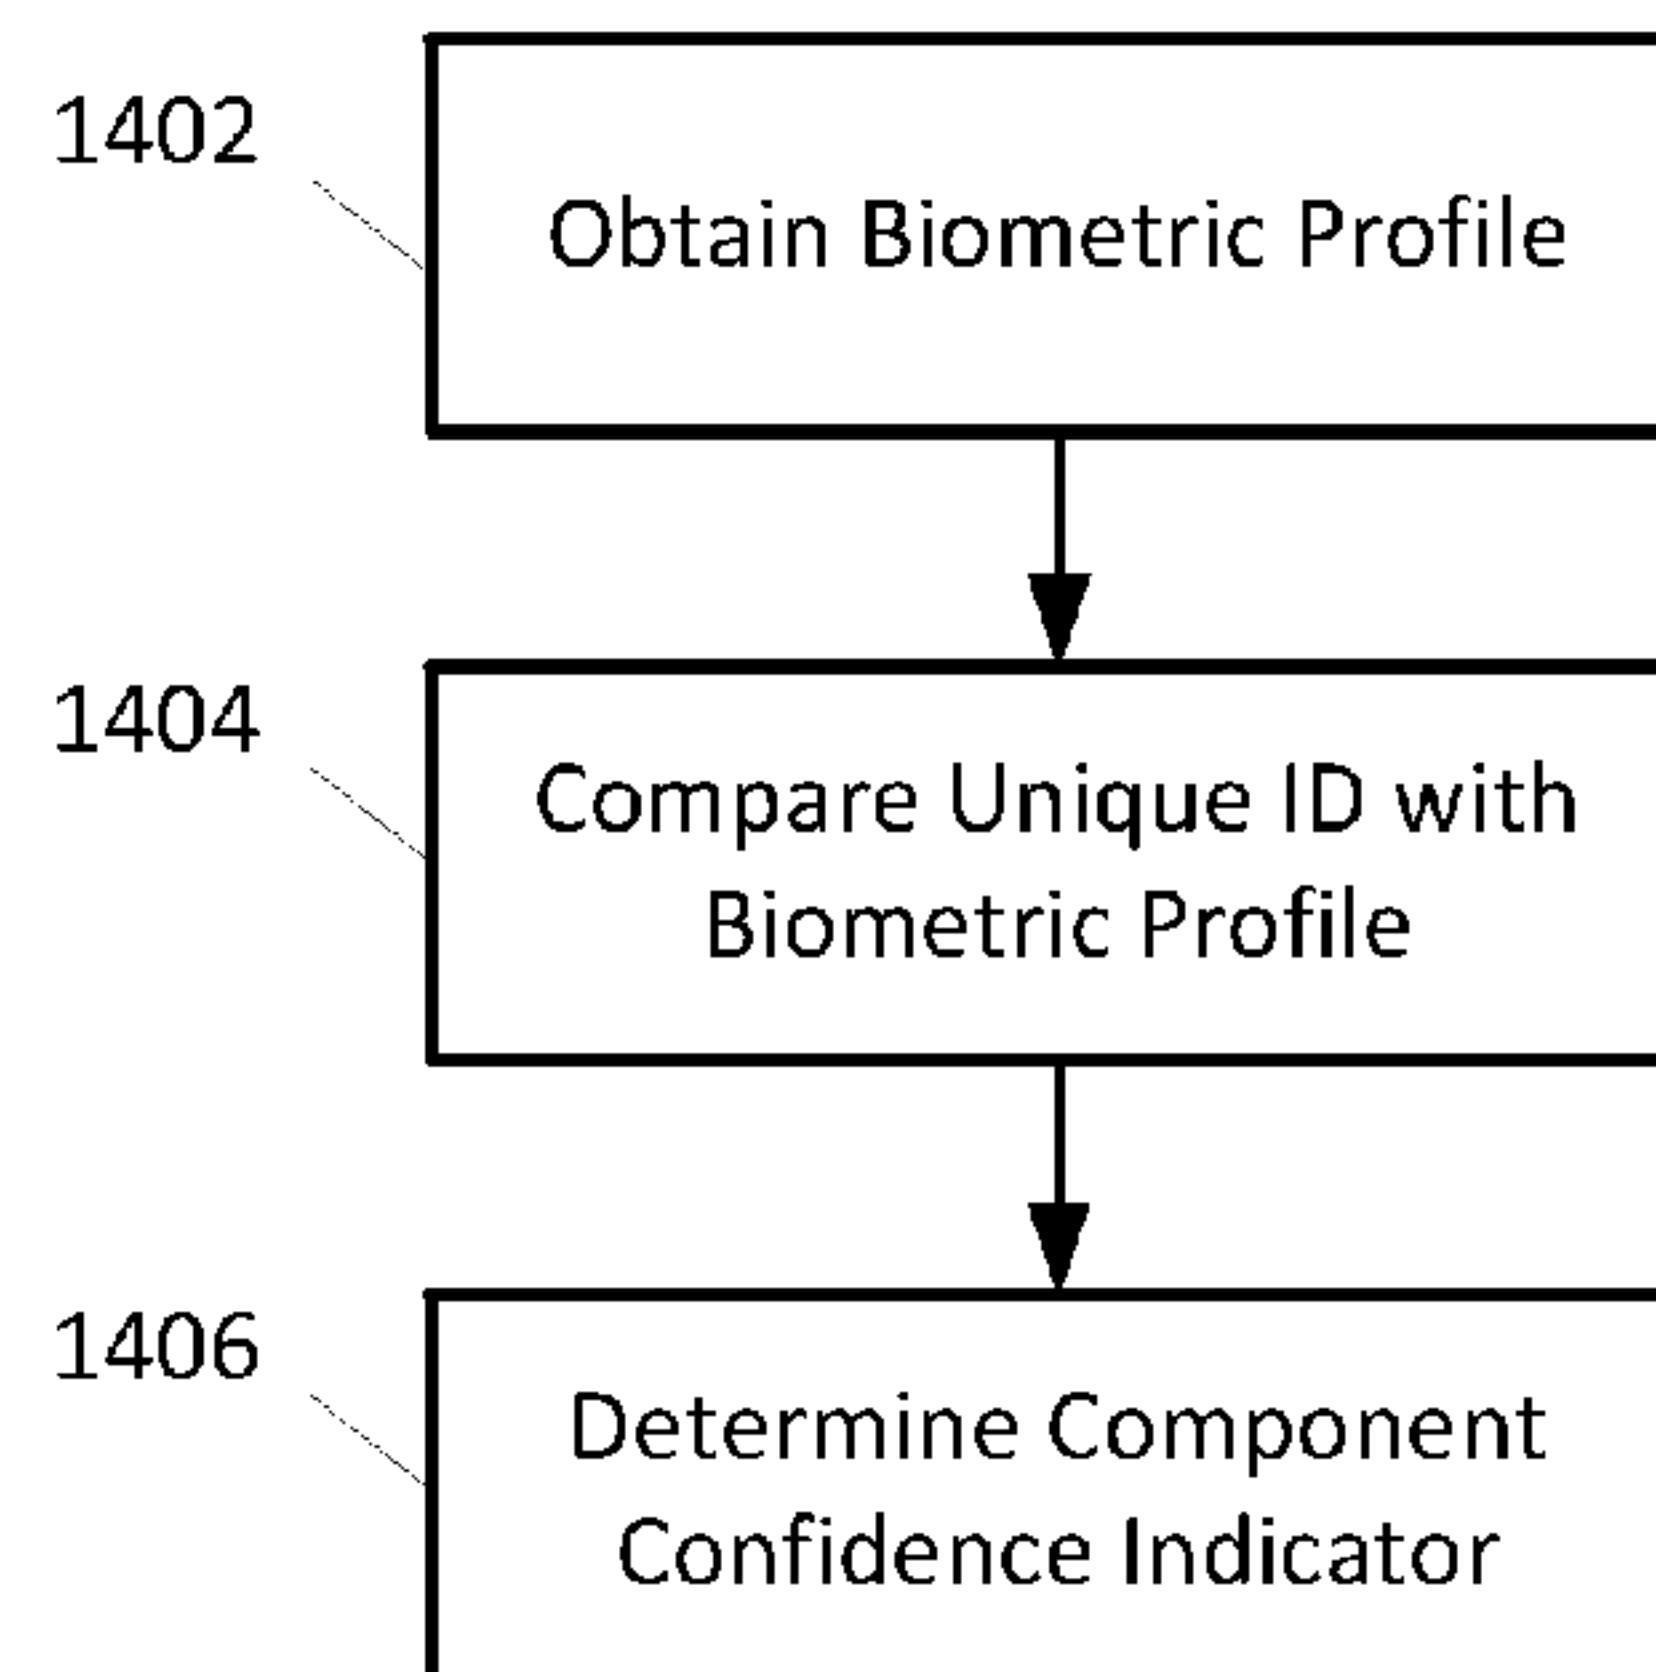 1402
Obtain Biometric Profile
1404
Compare Unique ID with
Biometric Profile
1406
Determine Component
Confidence Indicator